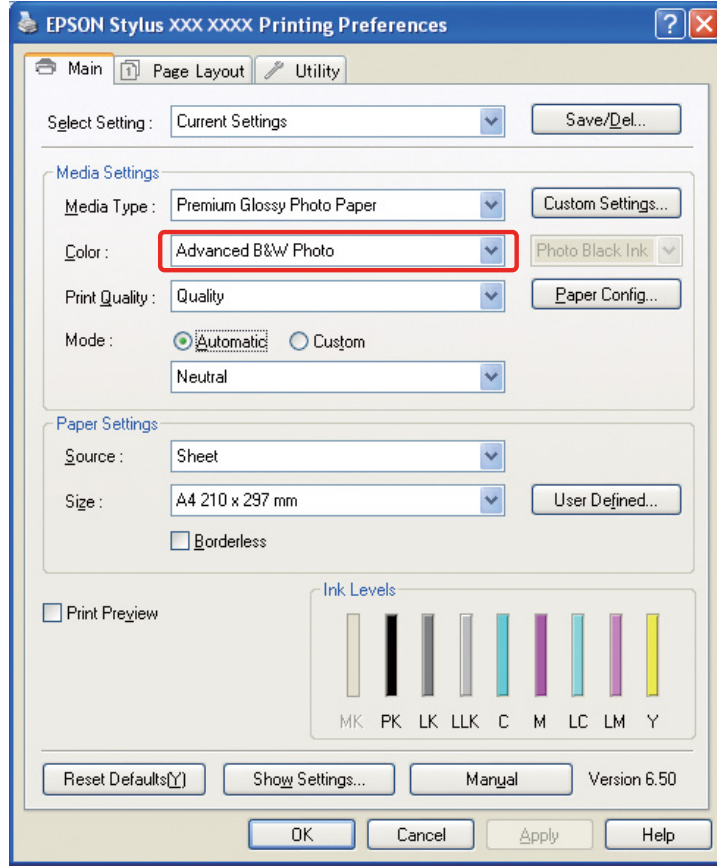 EPSON Stylus XXX XXXX Printing Preferences
Main Page Layout Utility
Select Setting : Current Settings Save/Del...
Media Settings
Media Type : Premium Glossy Photo Paper Custom Settings...
Color : Advanced B&W Photo Photo Black Ink
Print Quality : Quality Paper Config...
Mode : Automatic Custom
Neutral
Paper Settings
Source : Sheet
Size : A4 210 x 297 mm User Defined...
Borderless
Print Preview
Ink Levels
MK PK LK LLK C M LC LM Y
Reset Defaults(Y) Show Settings... Manual Version 6.50
OK Cancel Apply Help